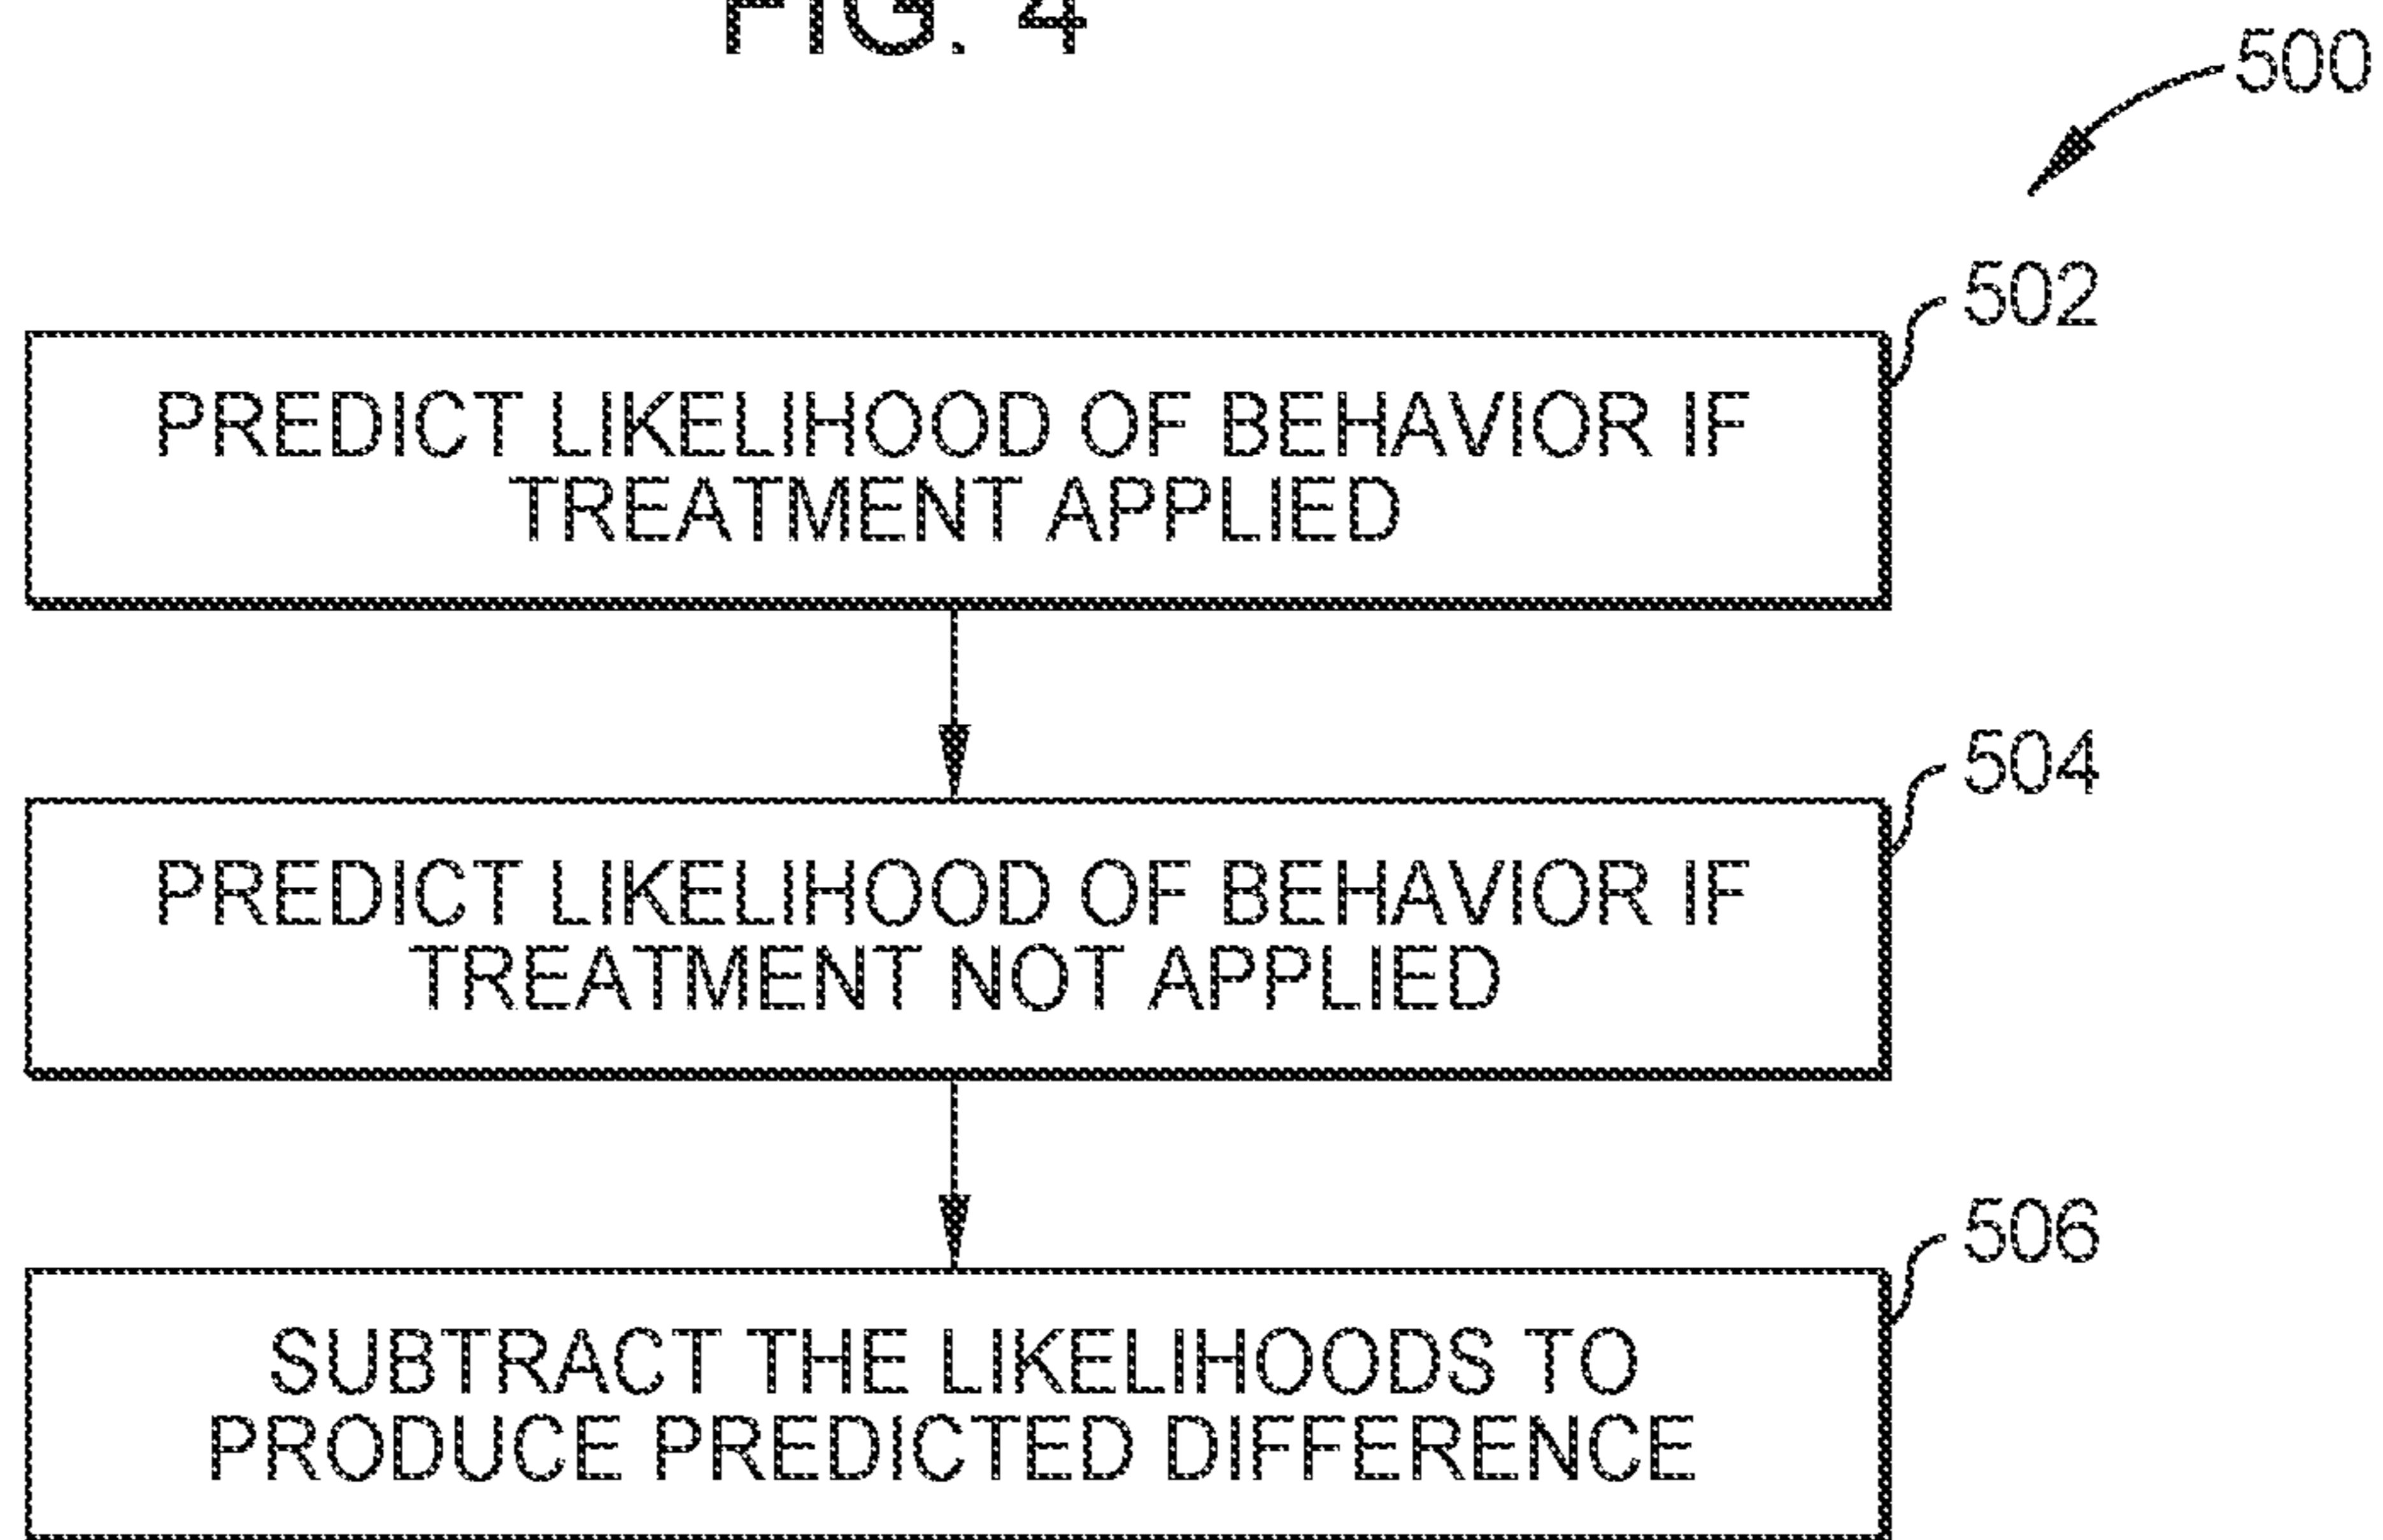 FIG. 4
500
502
PREDICT LIKELIHOOD OF BEHAVIOR IF
TREATMENT APPLIED
504
PREDICT LIKELIHOOD OF BEHAVIOR IF
TREATMENT NOT APPLIED
506
SUBTRACT THE LIKELIHOODS TO
PRODUCE PREDICTED DIFFERENCE